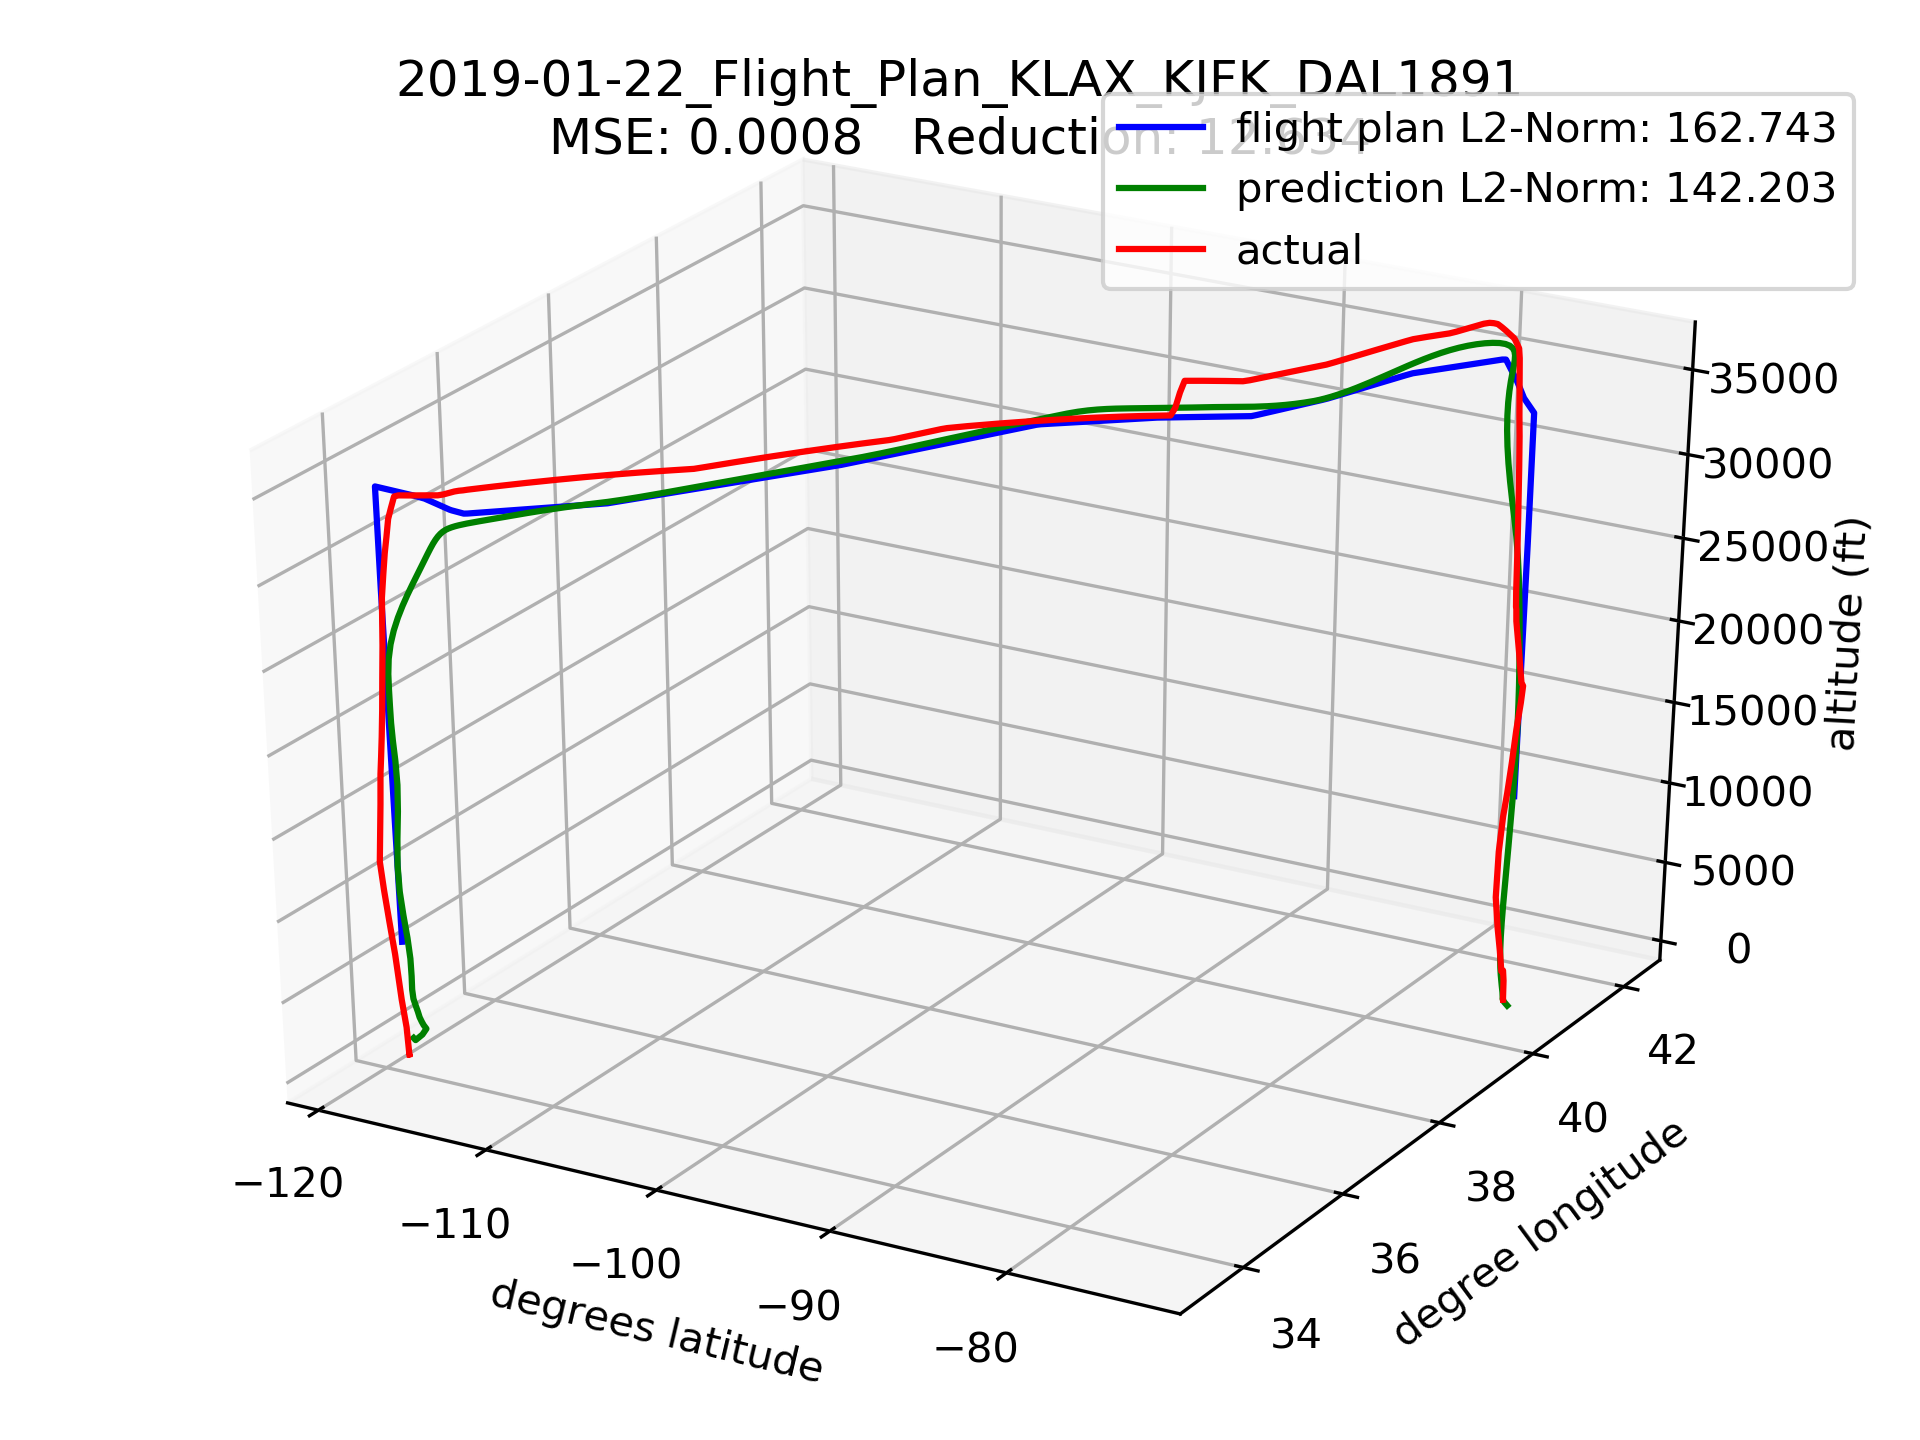 2019-01-22_Flight_Plan_KLAX_KJFK_DAL1891
MSE: 0.0008 Reduction: 12.634
flight plan L2-Norm: 162.743
prediction L2-Norm: 142.203
actual
35000
30000
25000
20000
15000
10000
5000
0
altitude (ft)
−120
−110
−100
−90
−80
degrees latitude
34
36
38
40
42
degree longitude